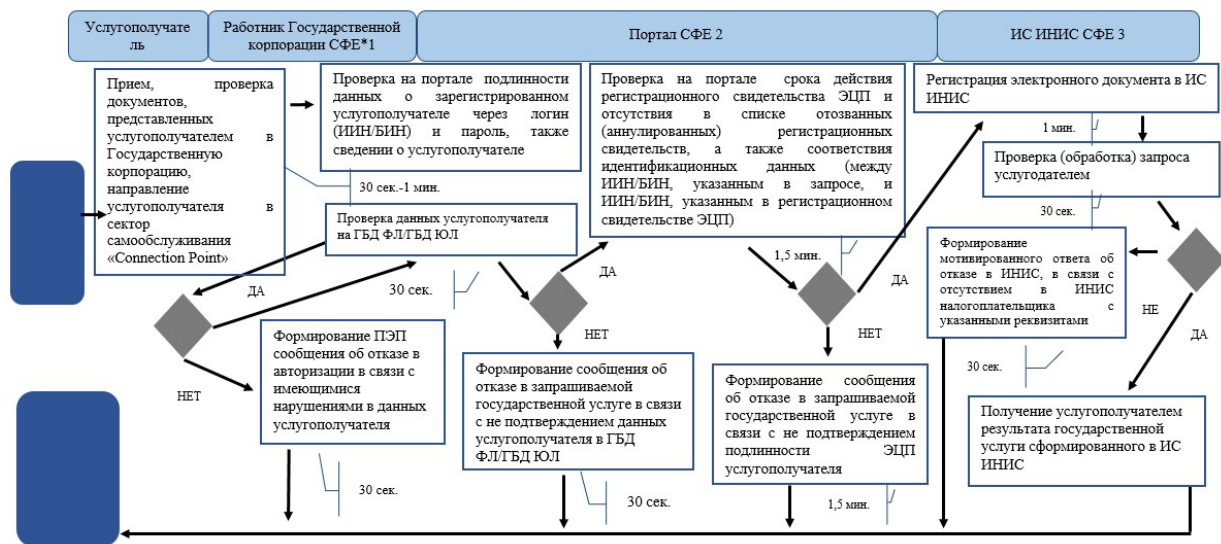 Услугополучате
ль
Работник Государственной
корпорации СФЕ*1
Портал СФЕ 2
ИС ИНИС СФЕ 3
Прием, проверка
документов,
представленных
услугополучателем в
Государственную
корпорацию,
направление
услугополучателя в
сектор
самообслуживания
«Connection Point»
Проверка на портале подлинности
данных о зарегистрированном
услугополучателе через логин
(ИИН/БИН) и пароль, также
сведении о услугополучателе
30 сек.-1 мин.
Проверка данных услугополучателя
на ГБД ФЛ/ГБД ЮЛ
30 сек.
ДА
НЕТ
Формирование ПЭП
сообщения об отказе в
авторизации в связи с
имеющимися
нарушениями в данных
услугополучателя
30 сек.
Проверка на портале срока действия
регистрационного свидетельства ЭЦП и
отсутствия в списке отозванных
(аннулированных) регистрационных
свидетельств, а также соответствия
идентификационных данных (между
ИИН/БИН, указанным в запросе, и
ИИН/БИН, указанным в регистрационном
свидетельстве ЭЦП)
1,5 мин.
ДА
НЕТ
Формирование сообщения об
отказе в запрашиваемой
государственной услуге в связи
с не подтверждением данных
услугополучателя в ГБД
ФЛ/ГБД ЮЛ
30 сек.
ДА
НЕТ
Формирование сообщения
об отказе в запрашиваемой
государственной услуге в
связи с не подтверждением
подлинности ЭЦП
услугополучателя
1,5 мин.
Регистрация электронного документа в ИС
ИНИС
1 мин.
Проверка (обработка) запроса
услугодателем
30 сек.
Формирование
мотивированного ответа об
отказе в ИНИС, в связи с
отсутствием в ИНИС
налогоплательщика с
указанными реквизитами
НЕ
ДА
30 сек.
Получение услугополучателем
результата государственной
услуги сформированного в ИС
ИНИС